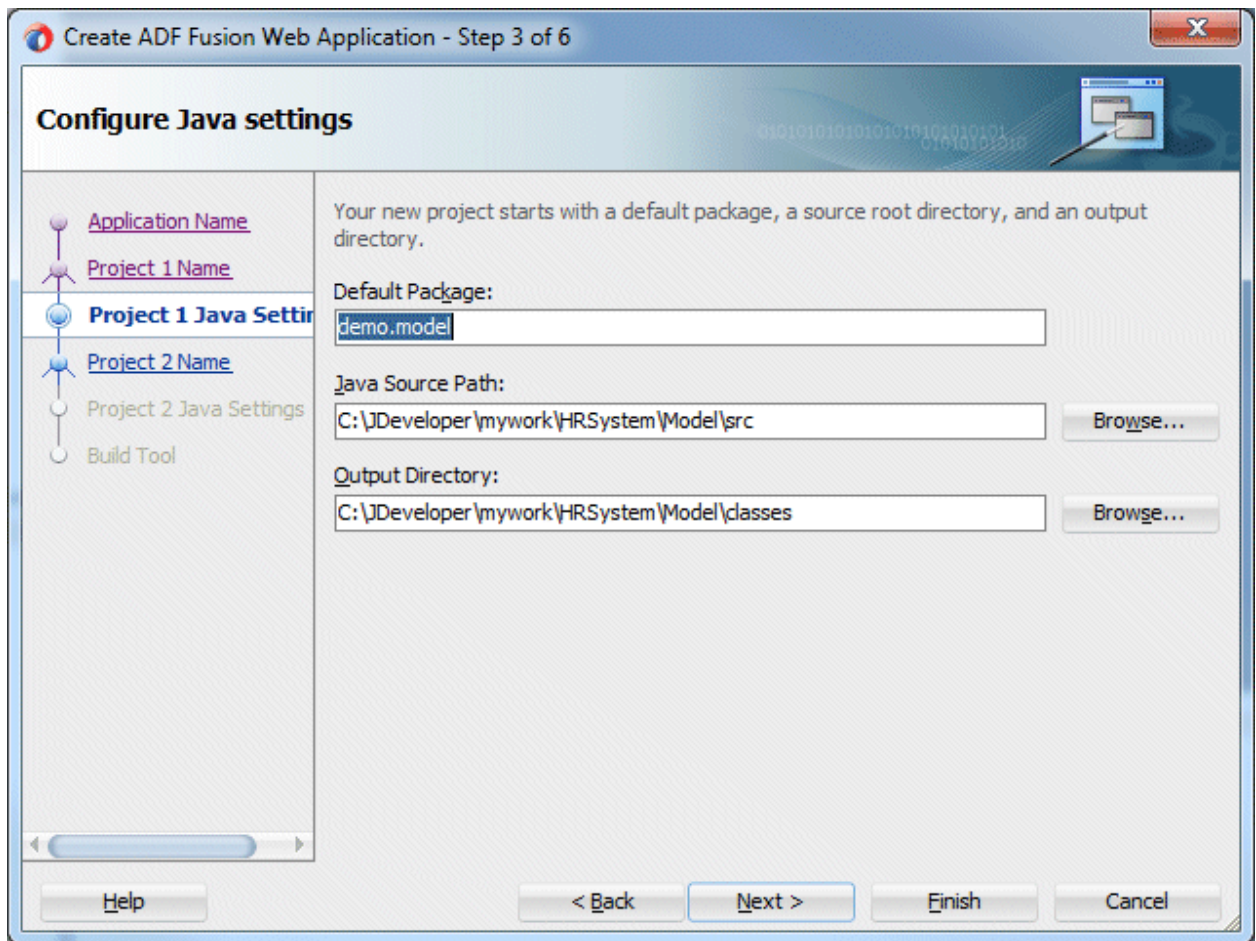 Create ADF Fusion Web Application - Step 3 of 6
Configure Java settings
Application Name
Project 1 Name
Project 1 Java Settin
Project 2 Name
Project 2 Java Settings
Build Tool
Your new project starts with a default package, a source root directory, and an output
directory.
Default Package:
demo.model
Java Source Path:
C:\JDeveloper\mywork\HRSystem\Model\src
Browse...
Output Directory:
C:\JDeveloper\mywork\HRSystem\Model\classes
Browse...
Help
< Back
Next >
Finish
Cancel